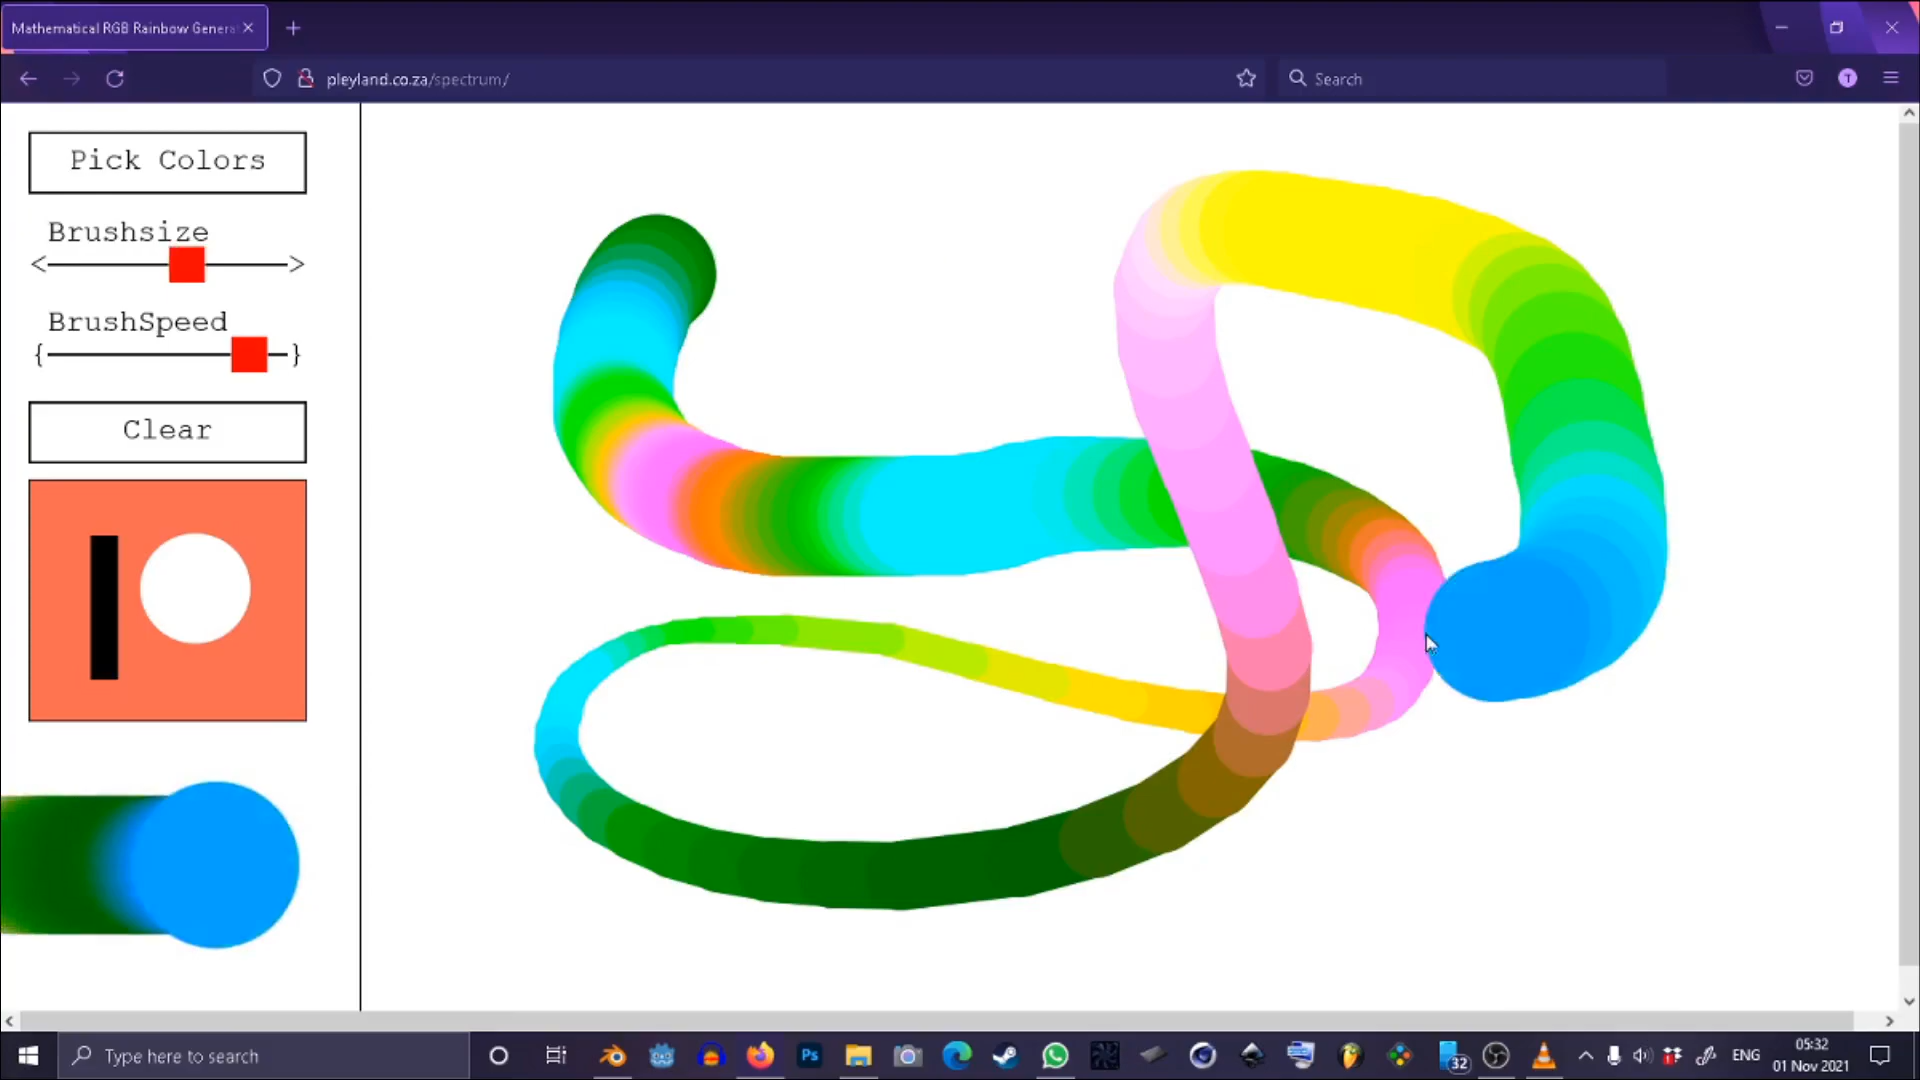 Mathematical RGB Rainbow Genera
pleyland.co.za/spectrum/
Search
T
Pick Colors
Brushsize
< >
BrushSpeed
{ }
Clear
Type here to search
Ps
32
ENG
05:32
01 Nov 2021